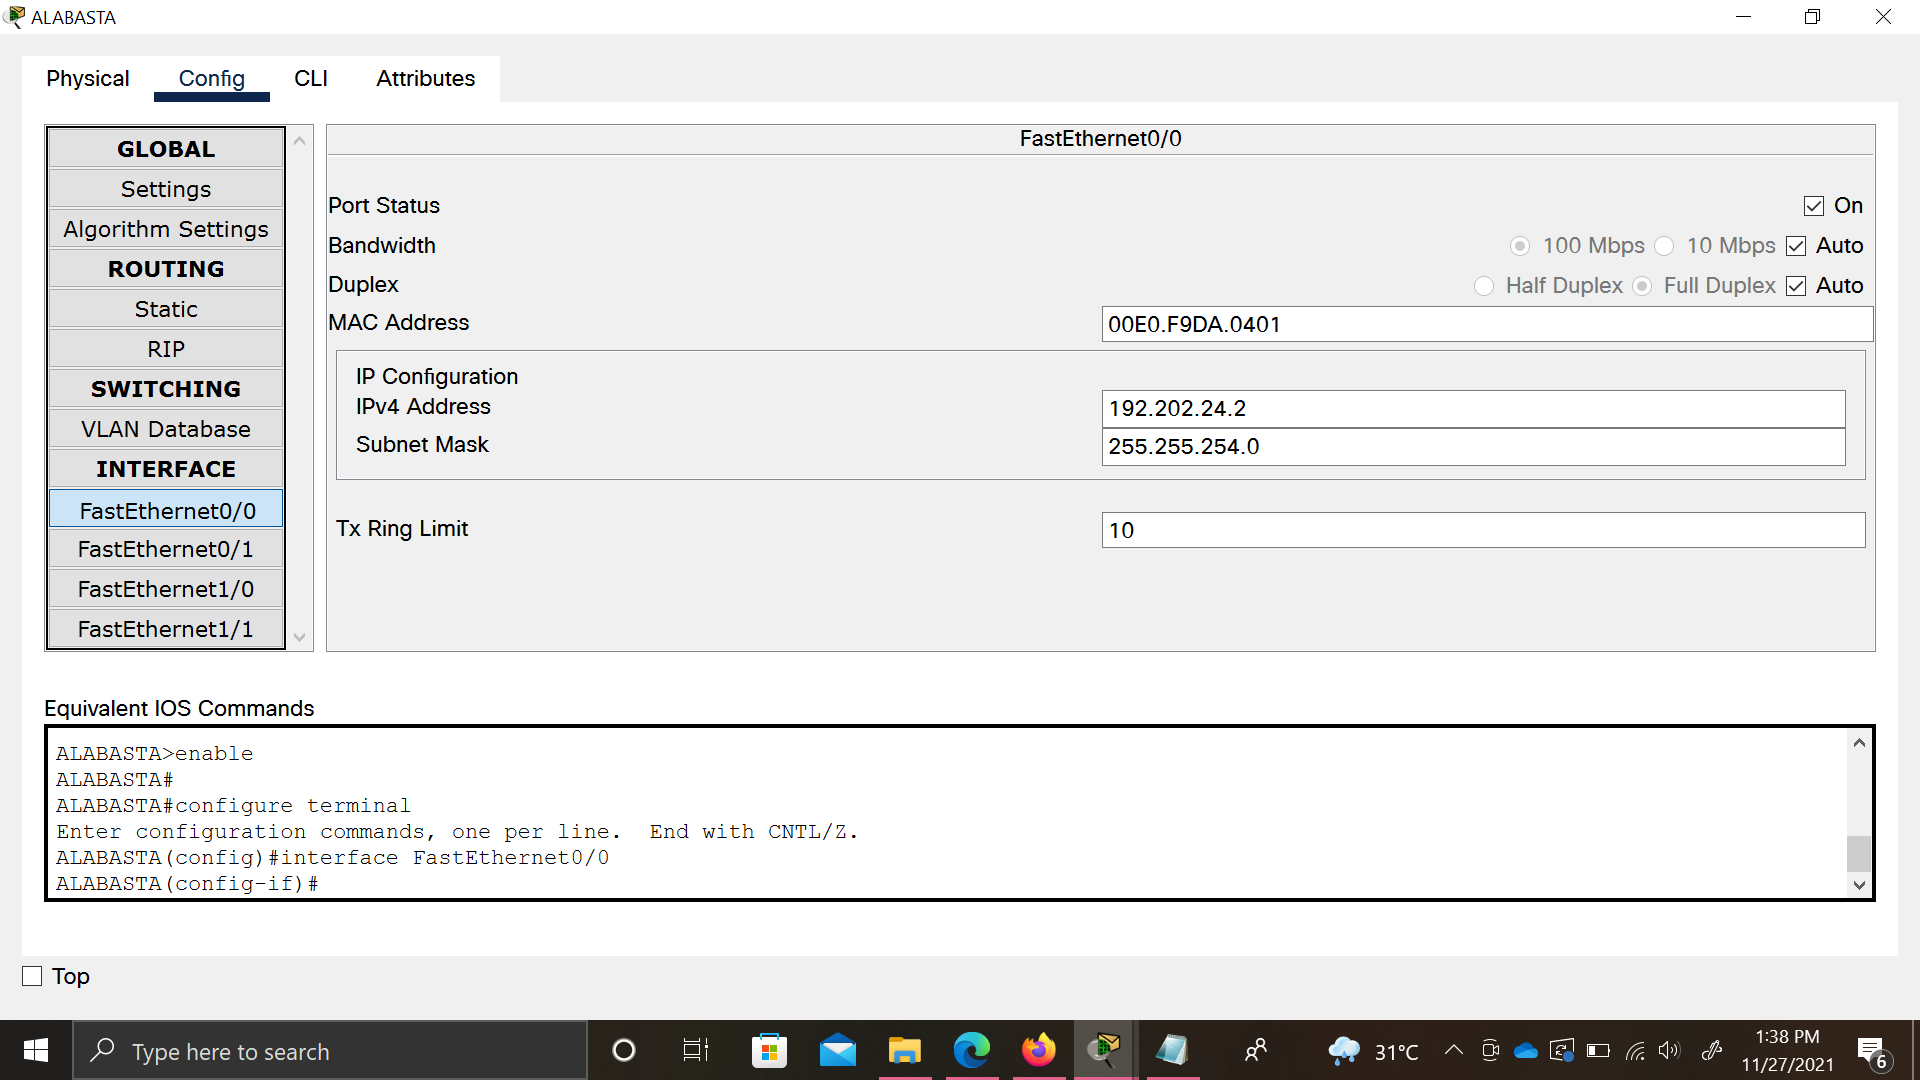 ALABASTA
Physical Config CLI Attributes
GLOBAL
Settings
Algorithm Settings
ROUTING
Static
RIP
SWITCHING
VLAN Database
INTERFACE
FastEthernet0/0
FastEthernet0/1
FastEthernet1/0
FastEthernet1/1
FastEthernet0/0
Port Status On
Bandwidth 100 Mbps 10 Mbps Auto
Duplex Half Duplex Full Duplex Auto
MAC Address 00E0.F9DA.0401
IP Configuration
IPv4 Address 192.202.24.2
Subnet Mask 255.255.254.0
Tx Ring Limit 10
Equivalent IOS Commands
ALABASTA>enable
ALABASTA#
ALABASTA#configure terminal
Enter configuration commands, one per line.  End with CNTL/Z.
ALABASTA(config)#interface FastEthernet0/0
ALABASTA(config-if)#
Top
Type here to search
31°C
1:38 PM
11/27/2021
6